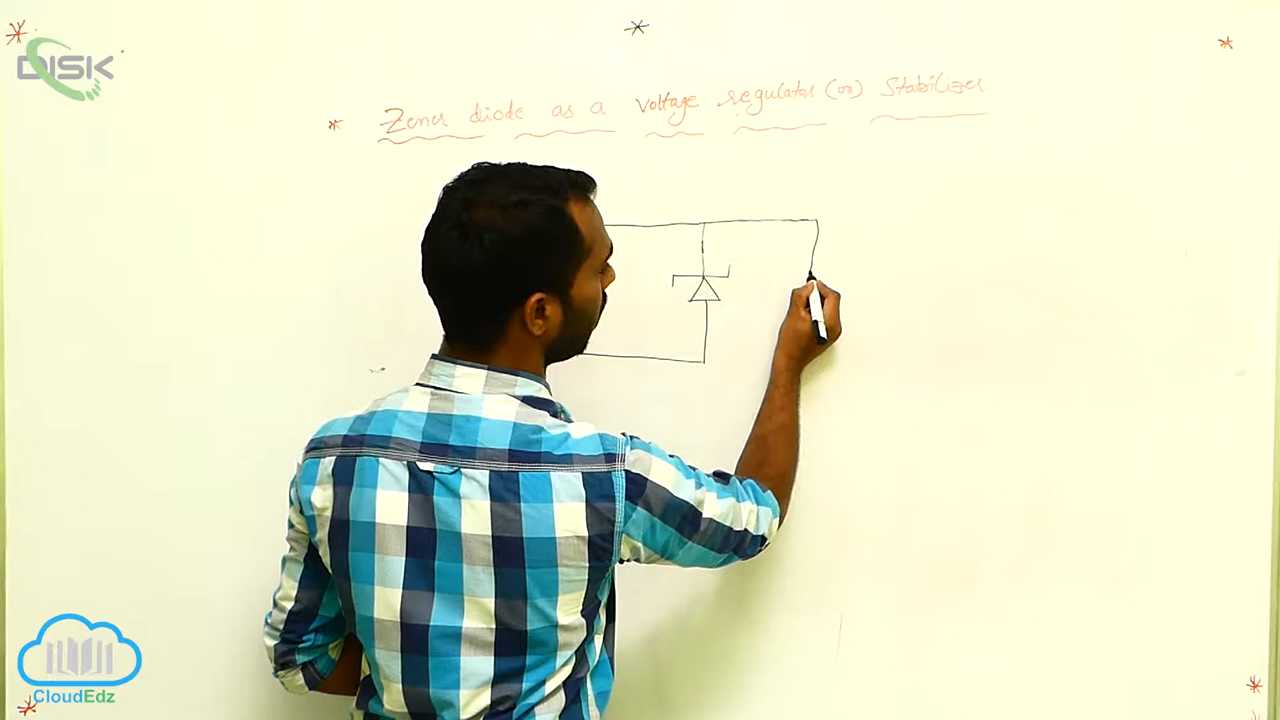 DISK
* Zener diode as a voltage regulator (or) Stabilizer.
CloudEdz